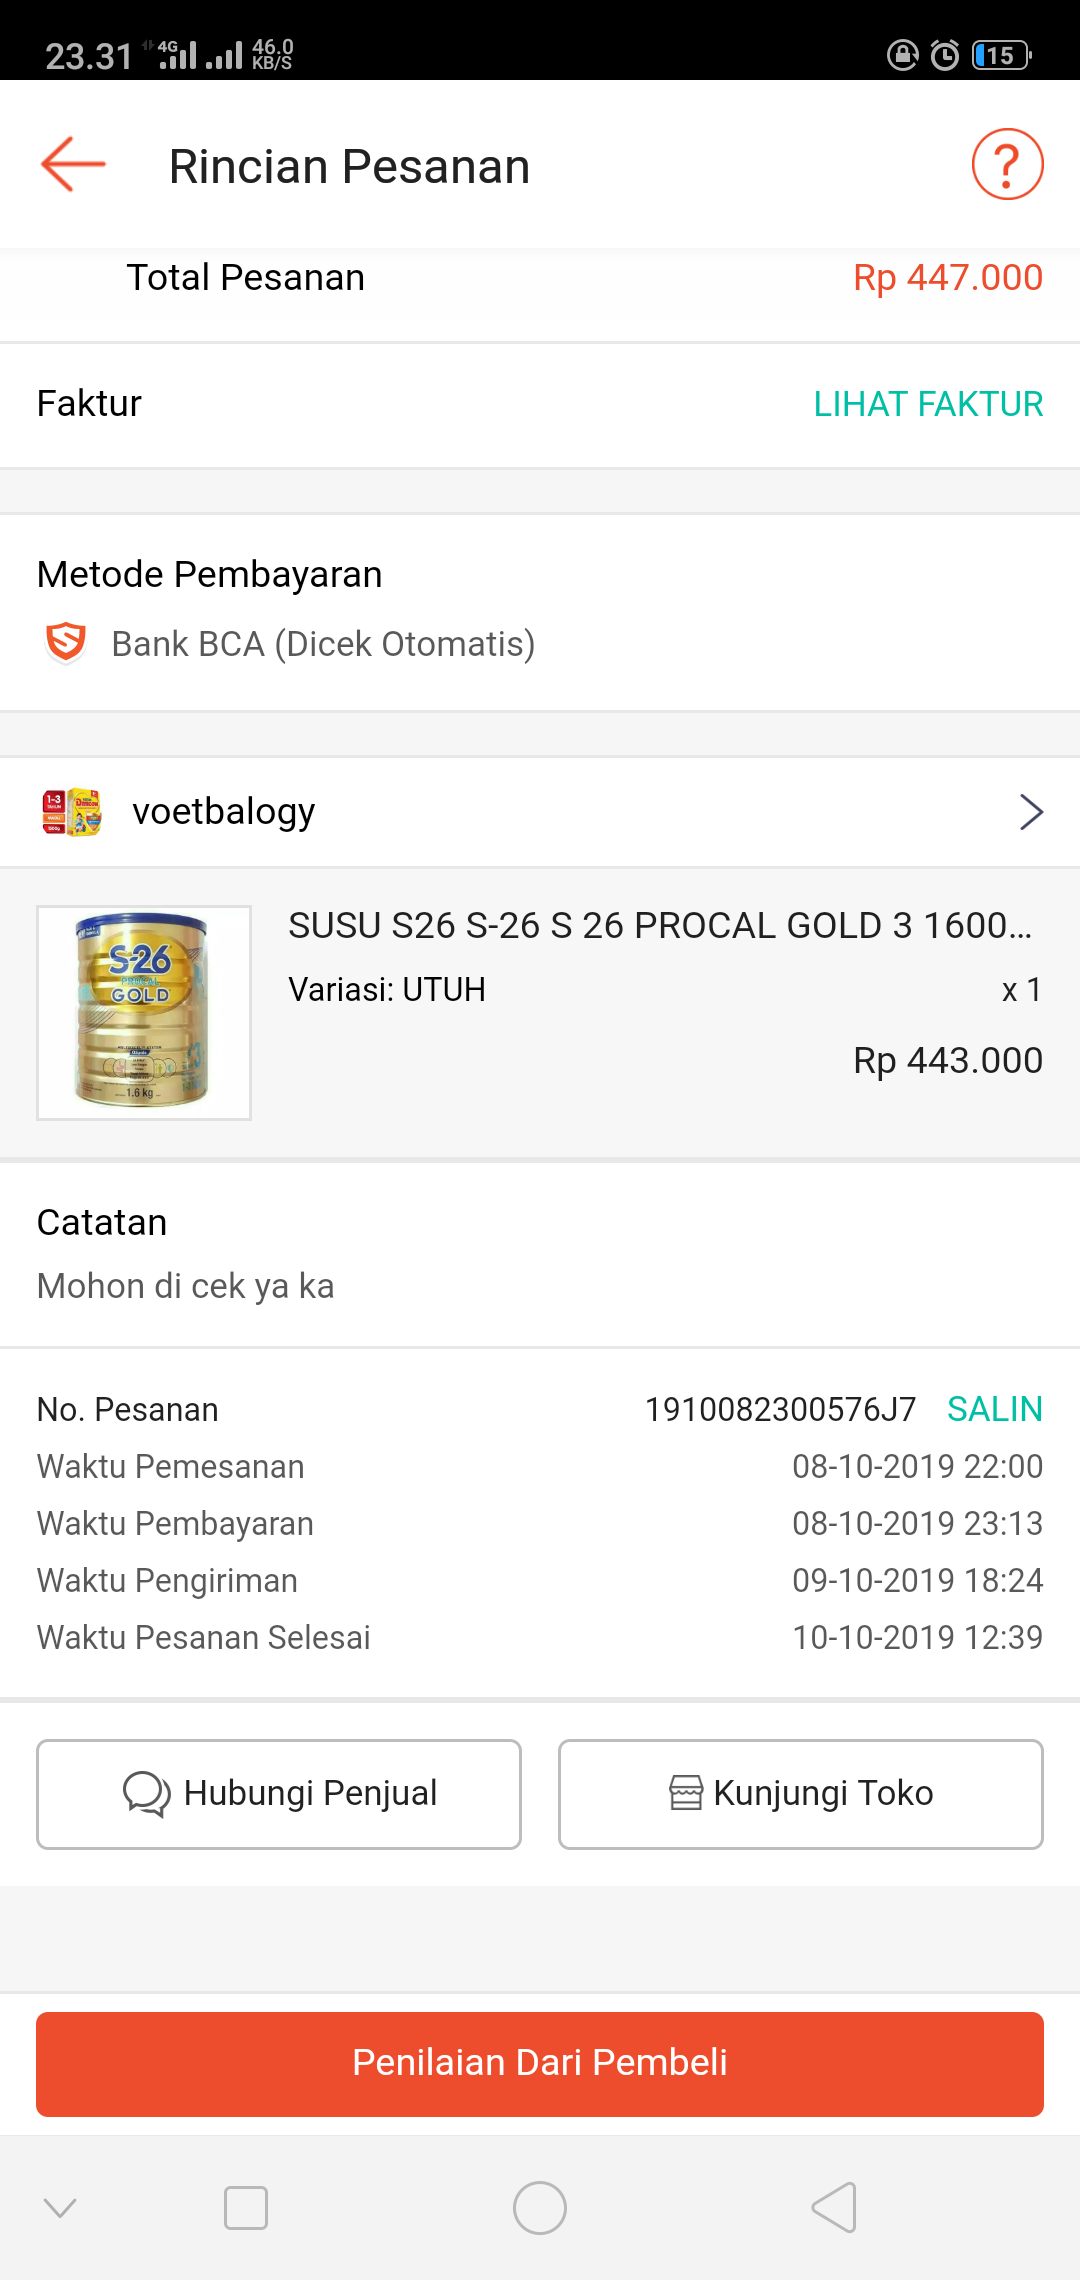 23.31 4G 46.0 KB/S 15
Rincian Pesanan ?
Total Pesanan Rp 447.000
Faktur LIHAT FAKTUR
Metode Pembayaran
Bank BCA (Dicek Otomatis)
1-3 voetbalogy
SUSU S26 S-26 S 26 PROCAL GOLD 3 1600...
Variasi: UTUH x 1
Rp 443.000
S-26
PROCAL
GOLD
3
1.6 kg
Catatan
Mohon di cek ya ka
No. Pesanan 1910082300576J7 SALIN
Waktu Pemesanan 08-10-2019 22:00
Waktu Pembayaran 08-10-2019 23:13
Waktu Pengiriman 09-10-2019 18:24
Waktu Pesanan Selesai 10-10-2019 12:39
Hubungi Penjual Kunjungi Toko
Penilaian Dari Pembeli